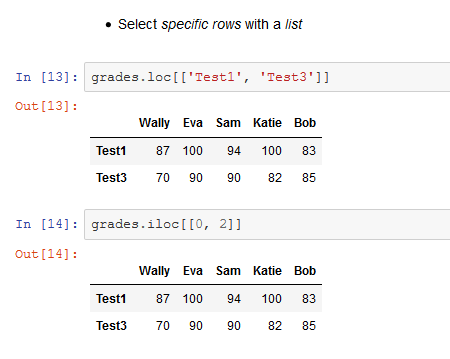 • Select specific rows with a list
In [13]: grades.loc[['Test1', 'Test3']]
Out[13]:
Wally Eva Sam Katie Bob
Test1 87 100 94 100 83
Test3 70 90 90 82 85
In [14]: grades.iloc[[0, 2]]
Out[14]:
Wally Eva Sam Katie Bob
Test1 87 100 94 100 83
Test3 70 90 90 82 85